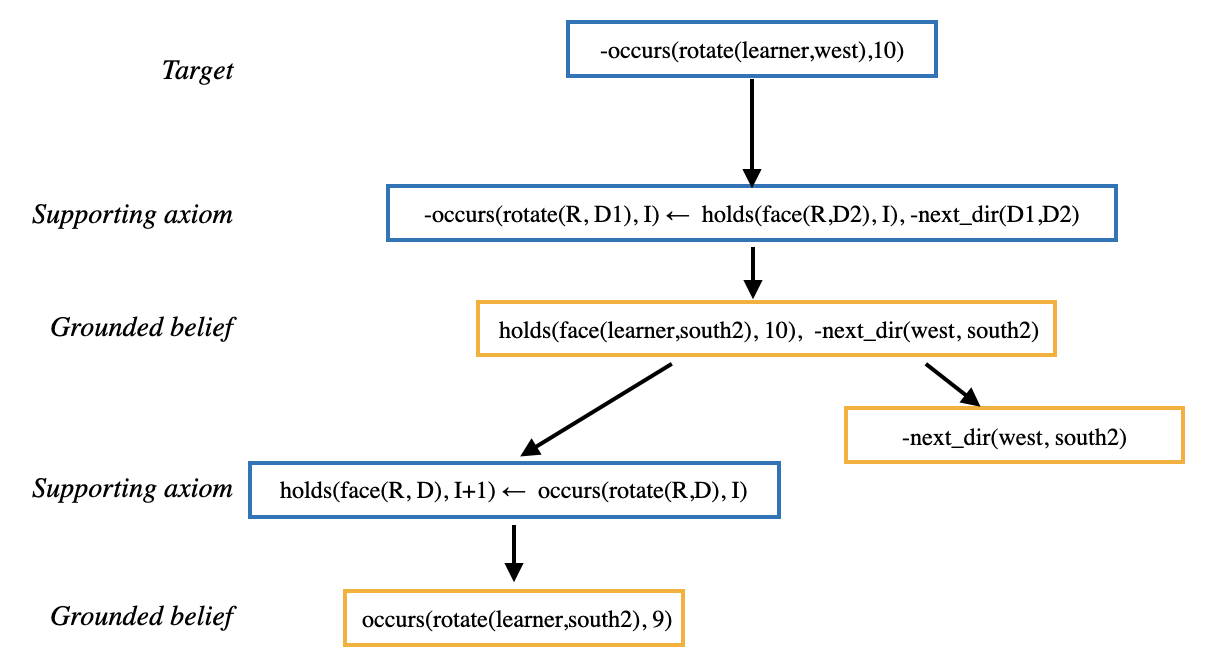 -occurs(rotate(learner,west),10)
Target
Supporting axiom
-occurs(rotate(R, D1), I) ← holds(face(R,D2), I), -next_dir(D1,D2)
Grounded belief
holds(face(learner,south2), 10), -next_dir(west, south2)
-next_dir(west, south2)
Supporting axiom
holds(face(R, D), I+1) ← occurs(rotate(R,D), I)
Grounded belief
occurs(rotate(learner,south2), 9)